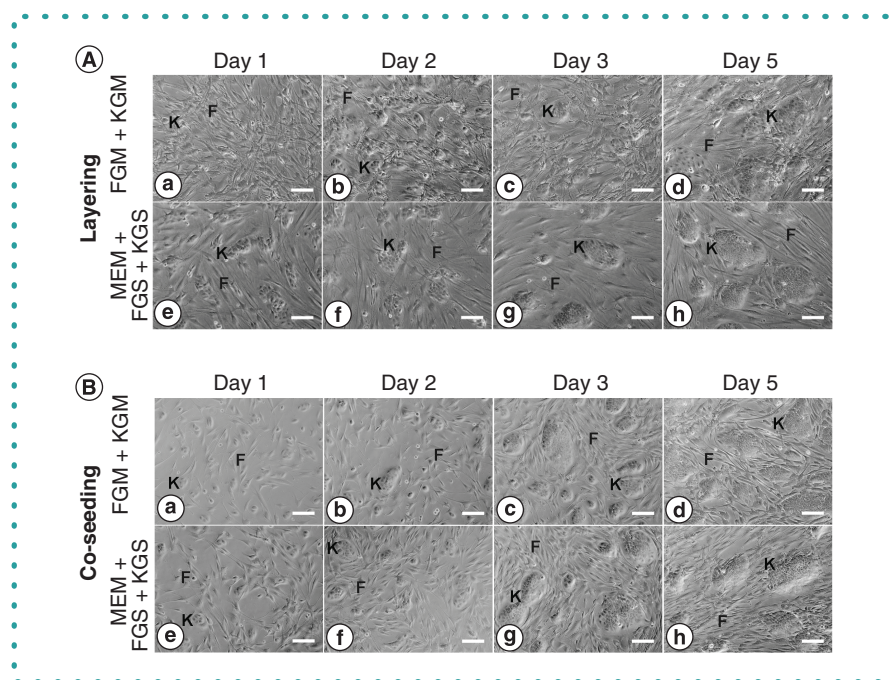 A
Day 1 Day 2 Day 3 Day 5
Layering
FGM + KGM
K F a
F K b
F K c
K F d
MEM +
FGS + KGS
K F e
K F f
K F g
K F h
B
Day 1 Day 2 Day 3 Day 5
Co-seeding
FGM + KGM
F K a
F K b
F K c
K F d
MEM +
FGS + KGS
F K e
K F f
F K g
K F h